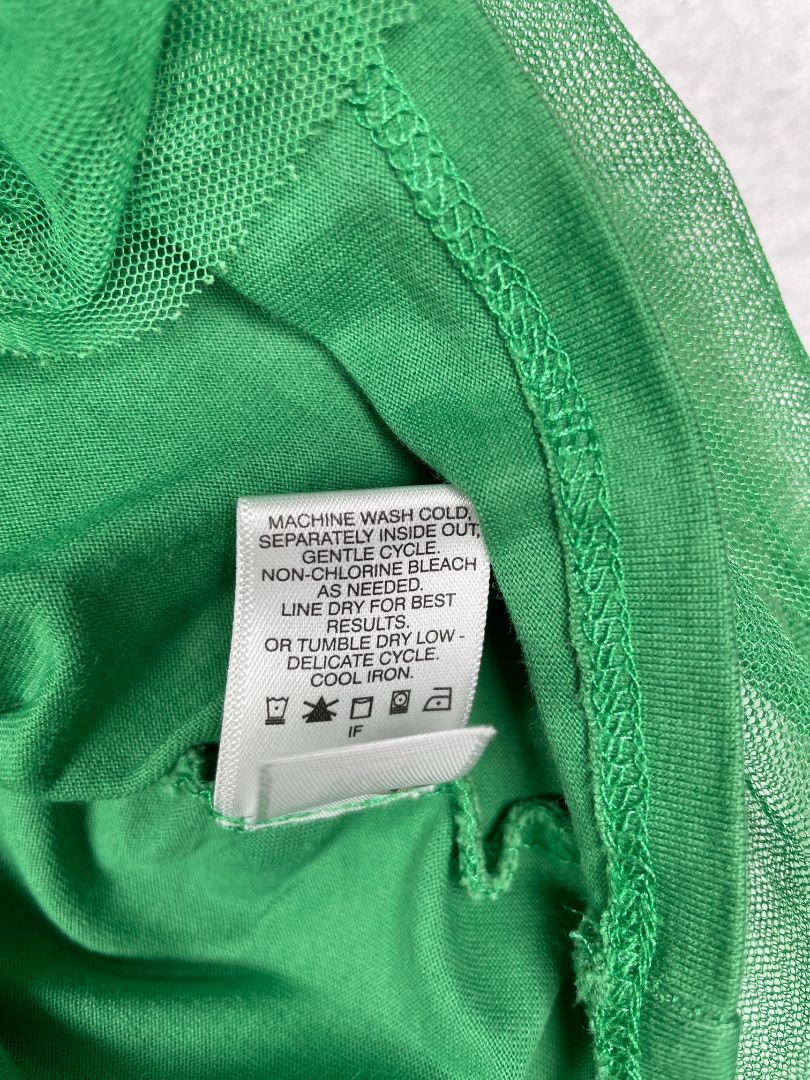 MACHINE WASH COLD,
SEPARATELY INSIDE OUT,
GENTLE CYCLE.
NON-CHLORINE BLEACH
AS NEEDED.
LINE DRY FOR BEST
RESULTS.
OR TUMBLE DRY LOW -
DELICATE CYCLE.
COOL IRON.
IF